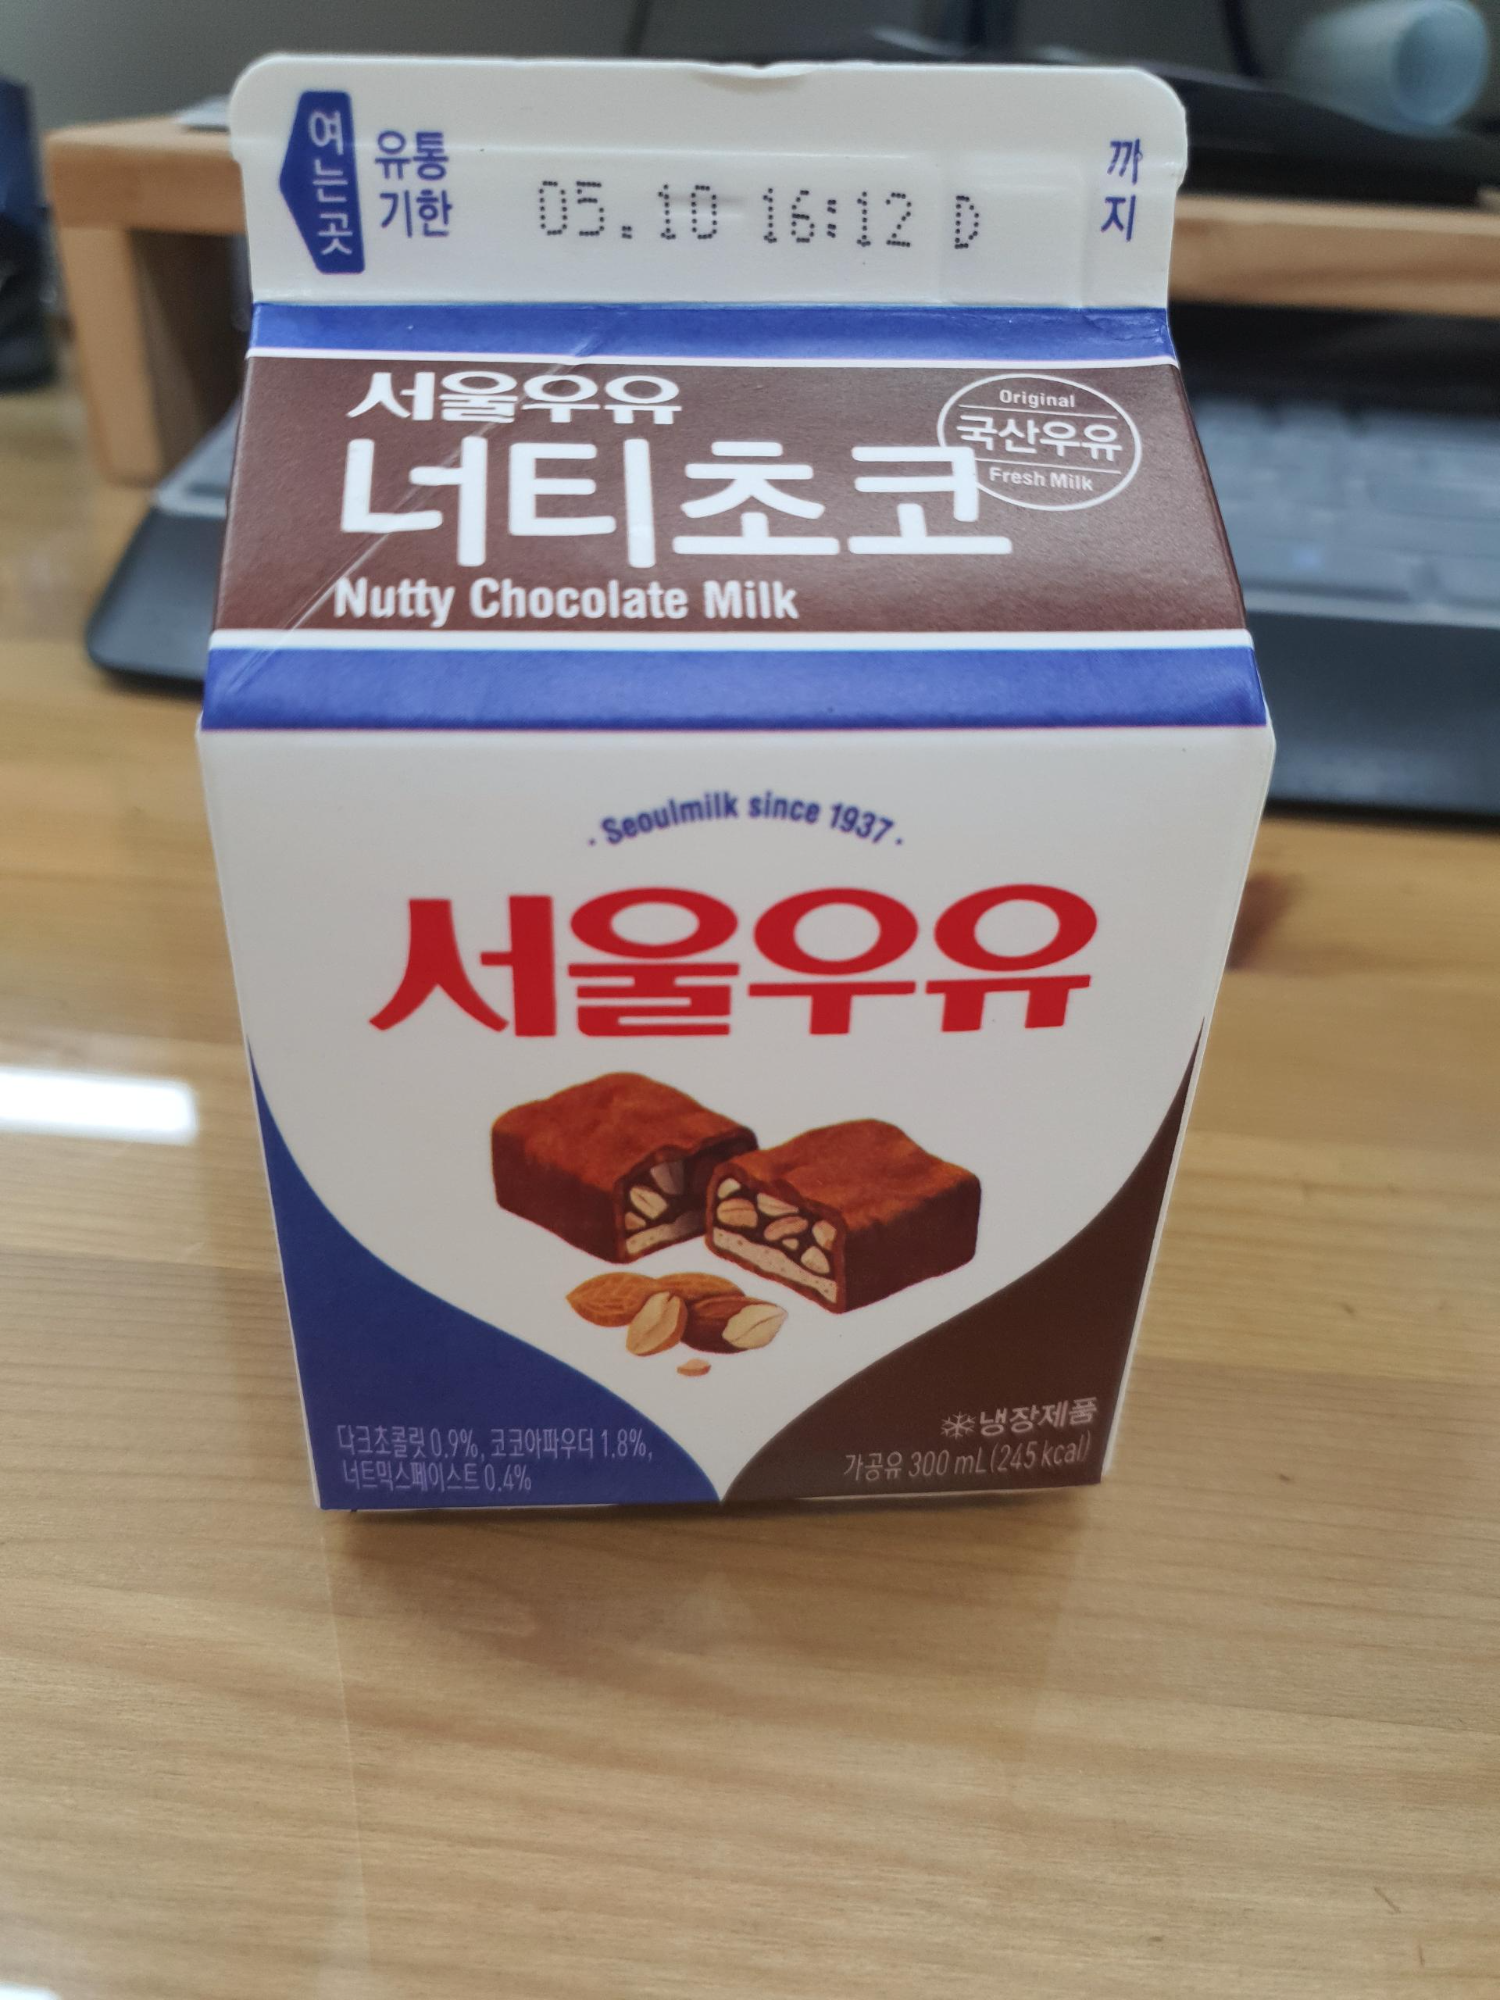 여는곳
유통
기한
05.10 16:12 D
까
지
서울우유
너티초코
Nutty Chocolate Milk
Original
국산우유
Fresh Milk
· Seoulmilk since 1937 ·
서울우유
다크초콜릿 0.9%, 코코아파우더 1.8%,
너트믹스페이스트 0.4%
냉장제품
가공유 300 mL (245 kcal)